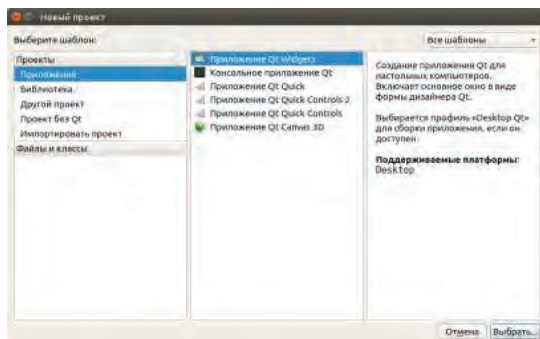 Новый проект
Выберите шаблон:
Все шаблоны
Проекты
Приложение
Библиотека
Другой проект
Проект без Qt
Импортировать проект
Файлы и классы
Приложение Qt Widgets
Консольное приложение Qt
Приложение Qt Quick
Приложение Qt Quick Controls 2
Приложение Qt Quick Controls
Приложение Qt Canvas 3D
Создание приложения Qt для
настольных компьютеров.
Включает основное окно в виде
формы дизайнера Qt.
Выбирается профиль «Desktop Qt»
для сборки приложения, если он
доступен.
Поддерживаемые платформы:
Desktop
Отмена
Выбрать...